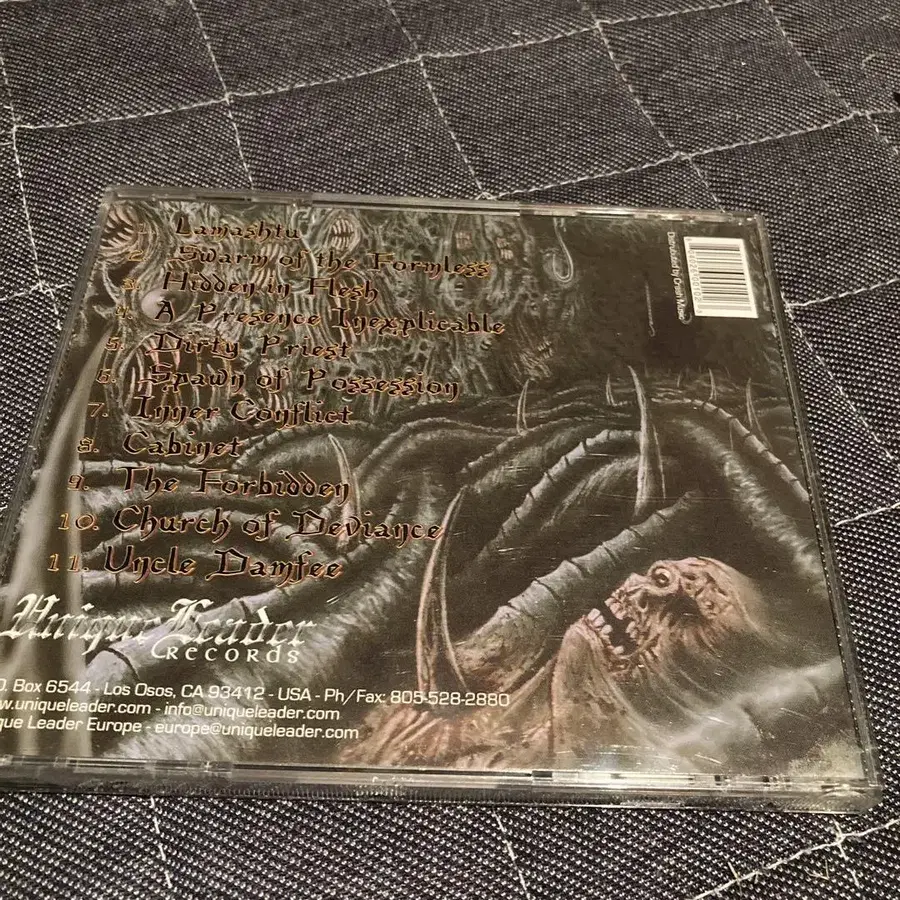 1. Lamashtu
2. Swarm of the Formless
3. Hidden in Flesh
4. A Presence Inexplicable
5. Dirty Priest
6. Spawn of Possession
7. Inner Conflict
8. Cabinet
9. The Forbidden
10. Church of Deviance
11. Uncle Damfee
Unique Leader
RECORDS
Box 6544 - Los Osos, CA 93412 - USA - Ph/Fax: 805-528-2880
.uniqueleader.com - info@uniqueleader.com
que Leader Europe - europe@uniqueleader.com
Distributed by